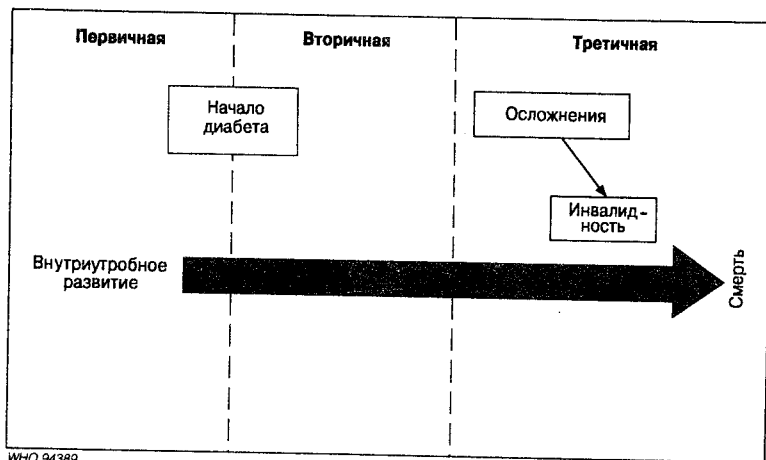 Первичная
Вторичная
Третичная
Начало
диабета
Осложнения
Инвалид-
ность
Внутриутробное
развитие
Смерть
WHO 94389